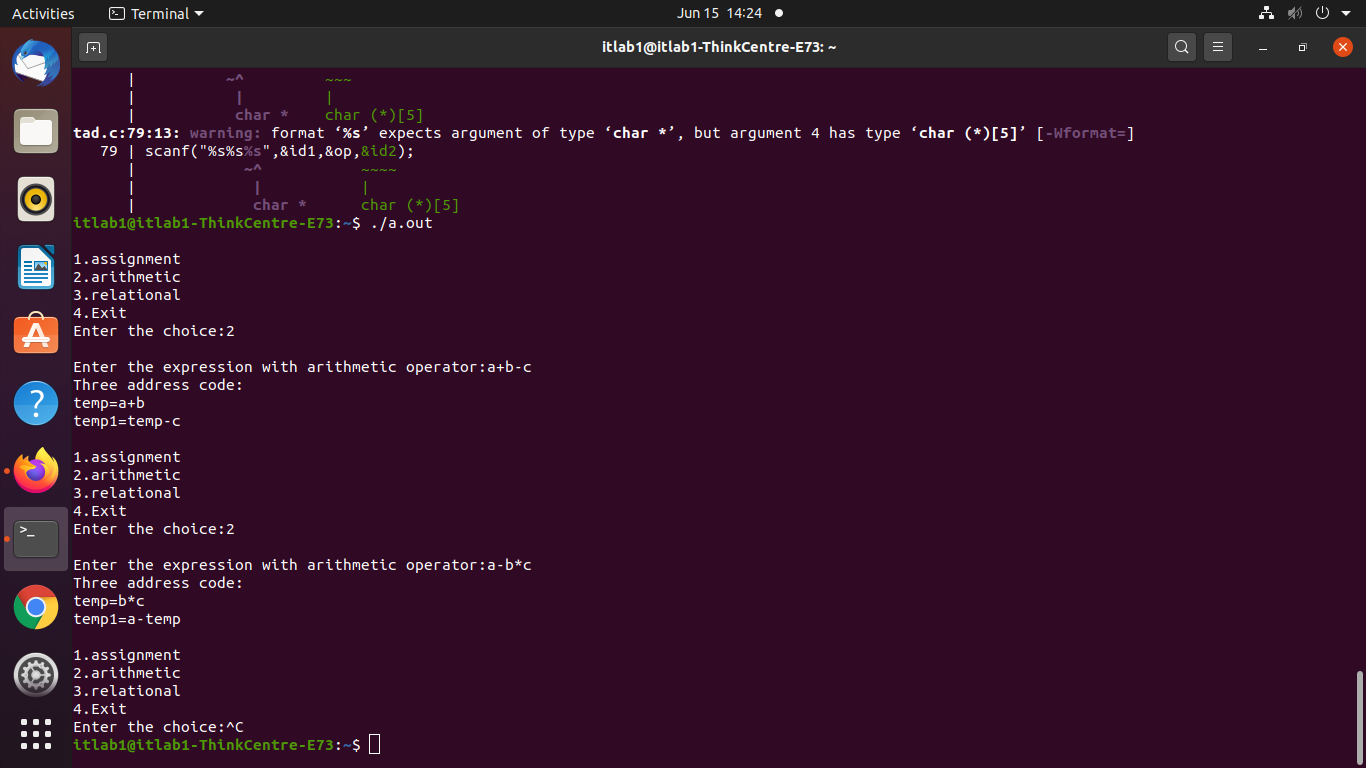 Activities Terminal Jun 15 14:24
itlab1@itlab1-ThinkCentre-E73: ~
| ~^ ~~~
| | |
| char * char (*)[5]
tad.c:79:13: warning: format ‘%s’ expects argument of type ‘char *’, but argument 4 has type ‘char (*)[5]’ [-Wformat=]
79 | scanf("%s%s%s",&id1,&op,&id2);
| ~^ ~~~~
| | |
| char * char (*)[5]
itlab1@itlab1-ThinkCentre-E73:~$ ./a.out
1.assignment
2.arithmetic
3.relational
4.Exit
Enter the choice:2
Enter the expression with arithmetic operator:a+b-c
Three address code:
temp=a+b
temp1=temp-c
1.assignment
2.arithmetic
3.relational
4.Exit
Enter the choice:2
Enter the expression with arithmetic operator:a-b*c
Three address code:
temp=b*c
temp1=a-temp
1.assignment
2.arithmetic
3.relational
4.Exit
Enter the choice:^C
itlab1@itlab1-ThinkCentre-E73:~$